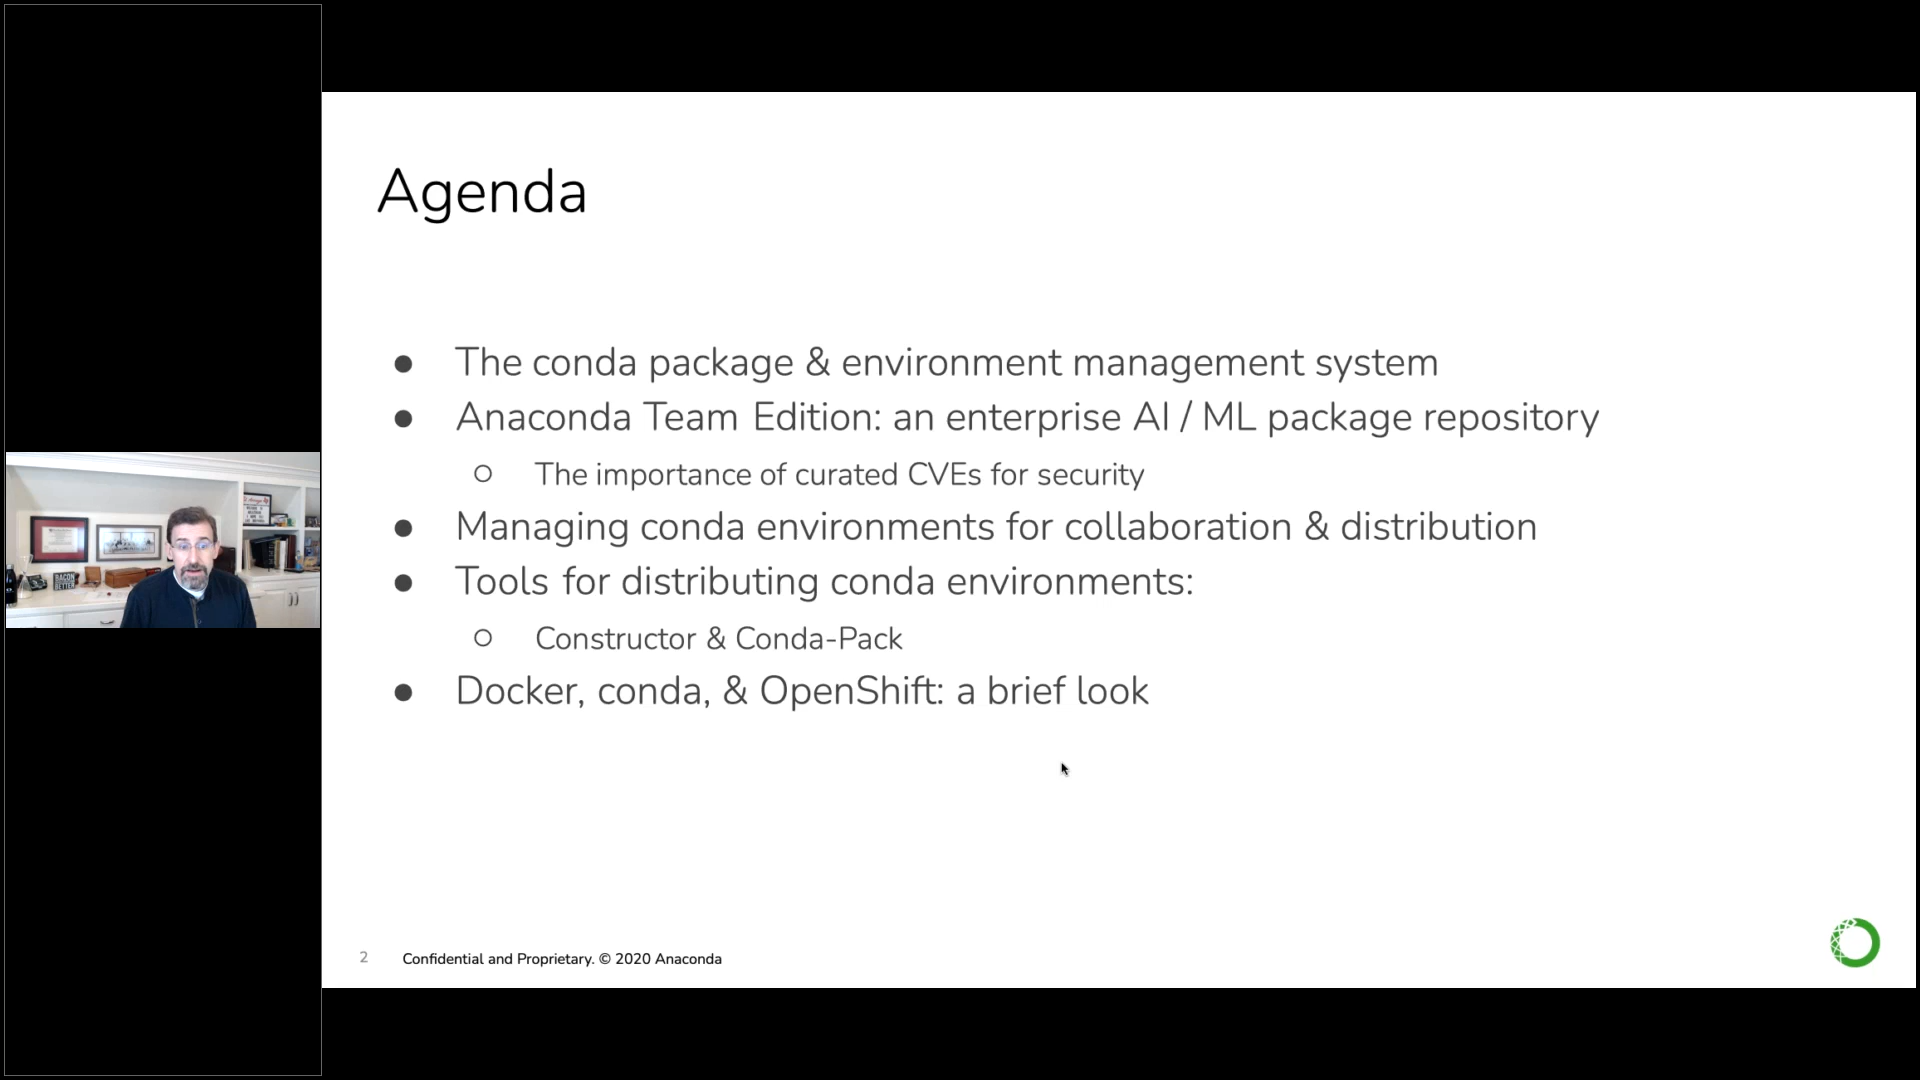 Agenda
● The conda package & environment management system
● Anaconda Team Edition: an enterprise AI / ML package repository
○ The importance of curated CVEs for security
● Managing conda environments for collaboration & distribution
● Tools for distributing conda environments:
○ Constructor & Conda-Pack
● Docker, conda, & OpenShift: a brief look
2 Confidential and Proprietary. © 2020 Anaconda
BACON
BETTER